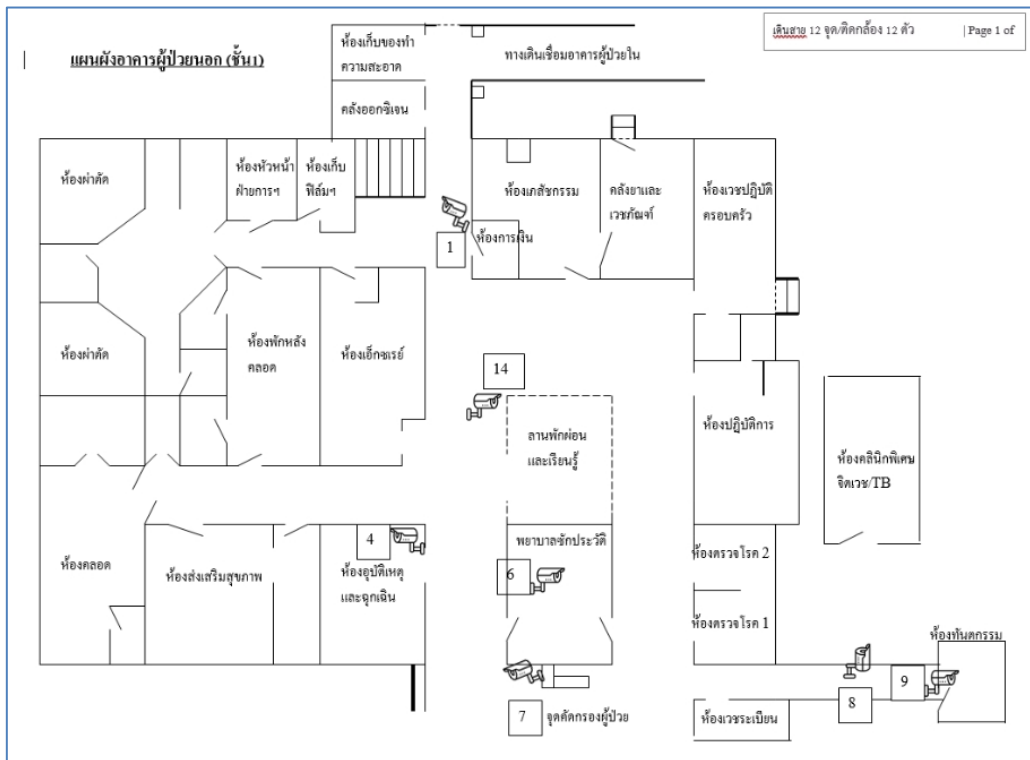 เดินสาย 12 จุด/ติดกล้อง 12 ตัว | Page 1 of
แผนผังอาคารผู้ป่วยนอก (ชั้น1)
ห้องเก็บของทำ
ความสะอาด
ทางเดินเชื่อมอาคารผู้ป่วยใน
คลังออกซิเจน
ห้องผ่าตัด
ห้องหัวหน้า
ฝ่ายการฯ
ห้องเก็บ
ฟิล์มฯ
ห้องเภสัชกรรม
คลังยาและ
เวชภัณฑ์
ห้องเวชปฏิบัติ
ครอบครัว
1
ห้องการเงิน
ห้องผ่าตัด
ห้องพักหลัง
คลอด
ห้องเอ็กซเรย์
14
ลานพักผ่อน
และเรียนรู้
ห้องปฏิบัติการ
ห้องคลินิกพิเศษ
จิตเวช/TB
4
พยาบาลซักประวัติ
ห้องตรวจโรค 2
ห้องคลอด
ห้องส่งเสริมสุขภาพ
ห้องอุบัติเหตุ
และฉุกเฉิน
6
ห้องตรวจโรค 1
ห้องทันตกรรม
9
8
7
จุดคัดกรองผู้ป่วย
ห้องเวชระเบียน